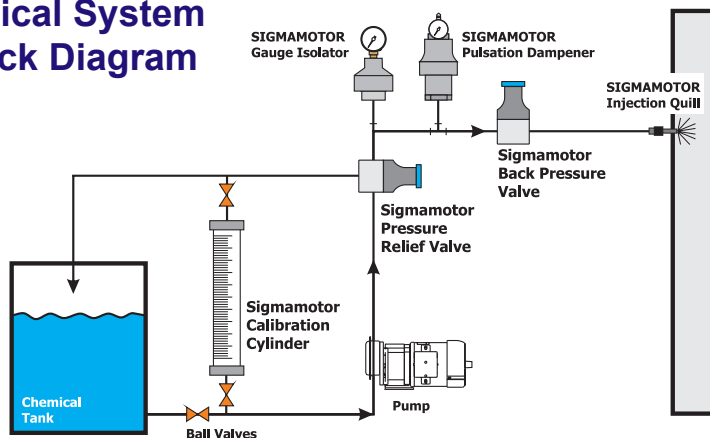 ical System
ck Diagram
SIGMAMOTOR
Gauge Isolator
SIGMAMOTOR
Pulsation Dampener
SIGMAMOTOR
Injection Quill
Sigmamotor
Back Pressure
Valve
Sigmamotor
Pressure
Relief Valve
Sigmamotor
Calibration
Cylinder
Chemical
Tank
Pump
Ball Valves